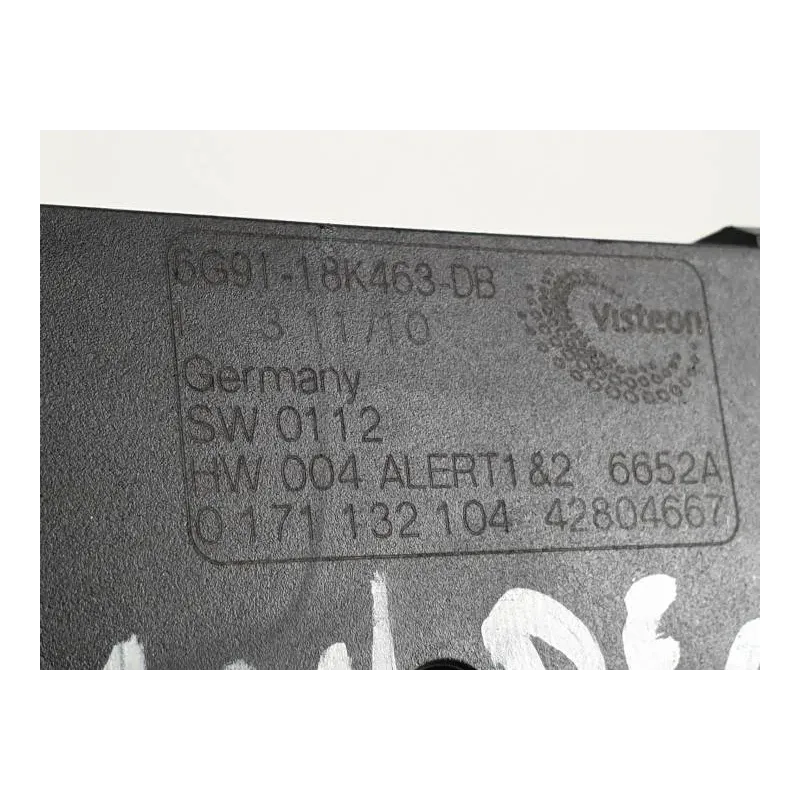 6G91-18K463-DB
1 3 11/10
Visteon
Germany
SW 0112
HW 004 ALERT1&2 6652A
0 171 132 104 42804667